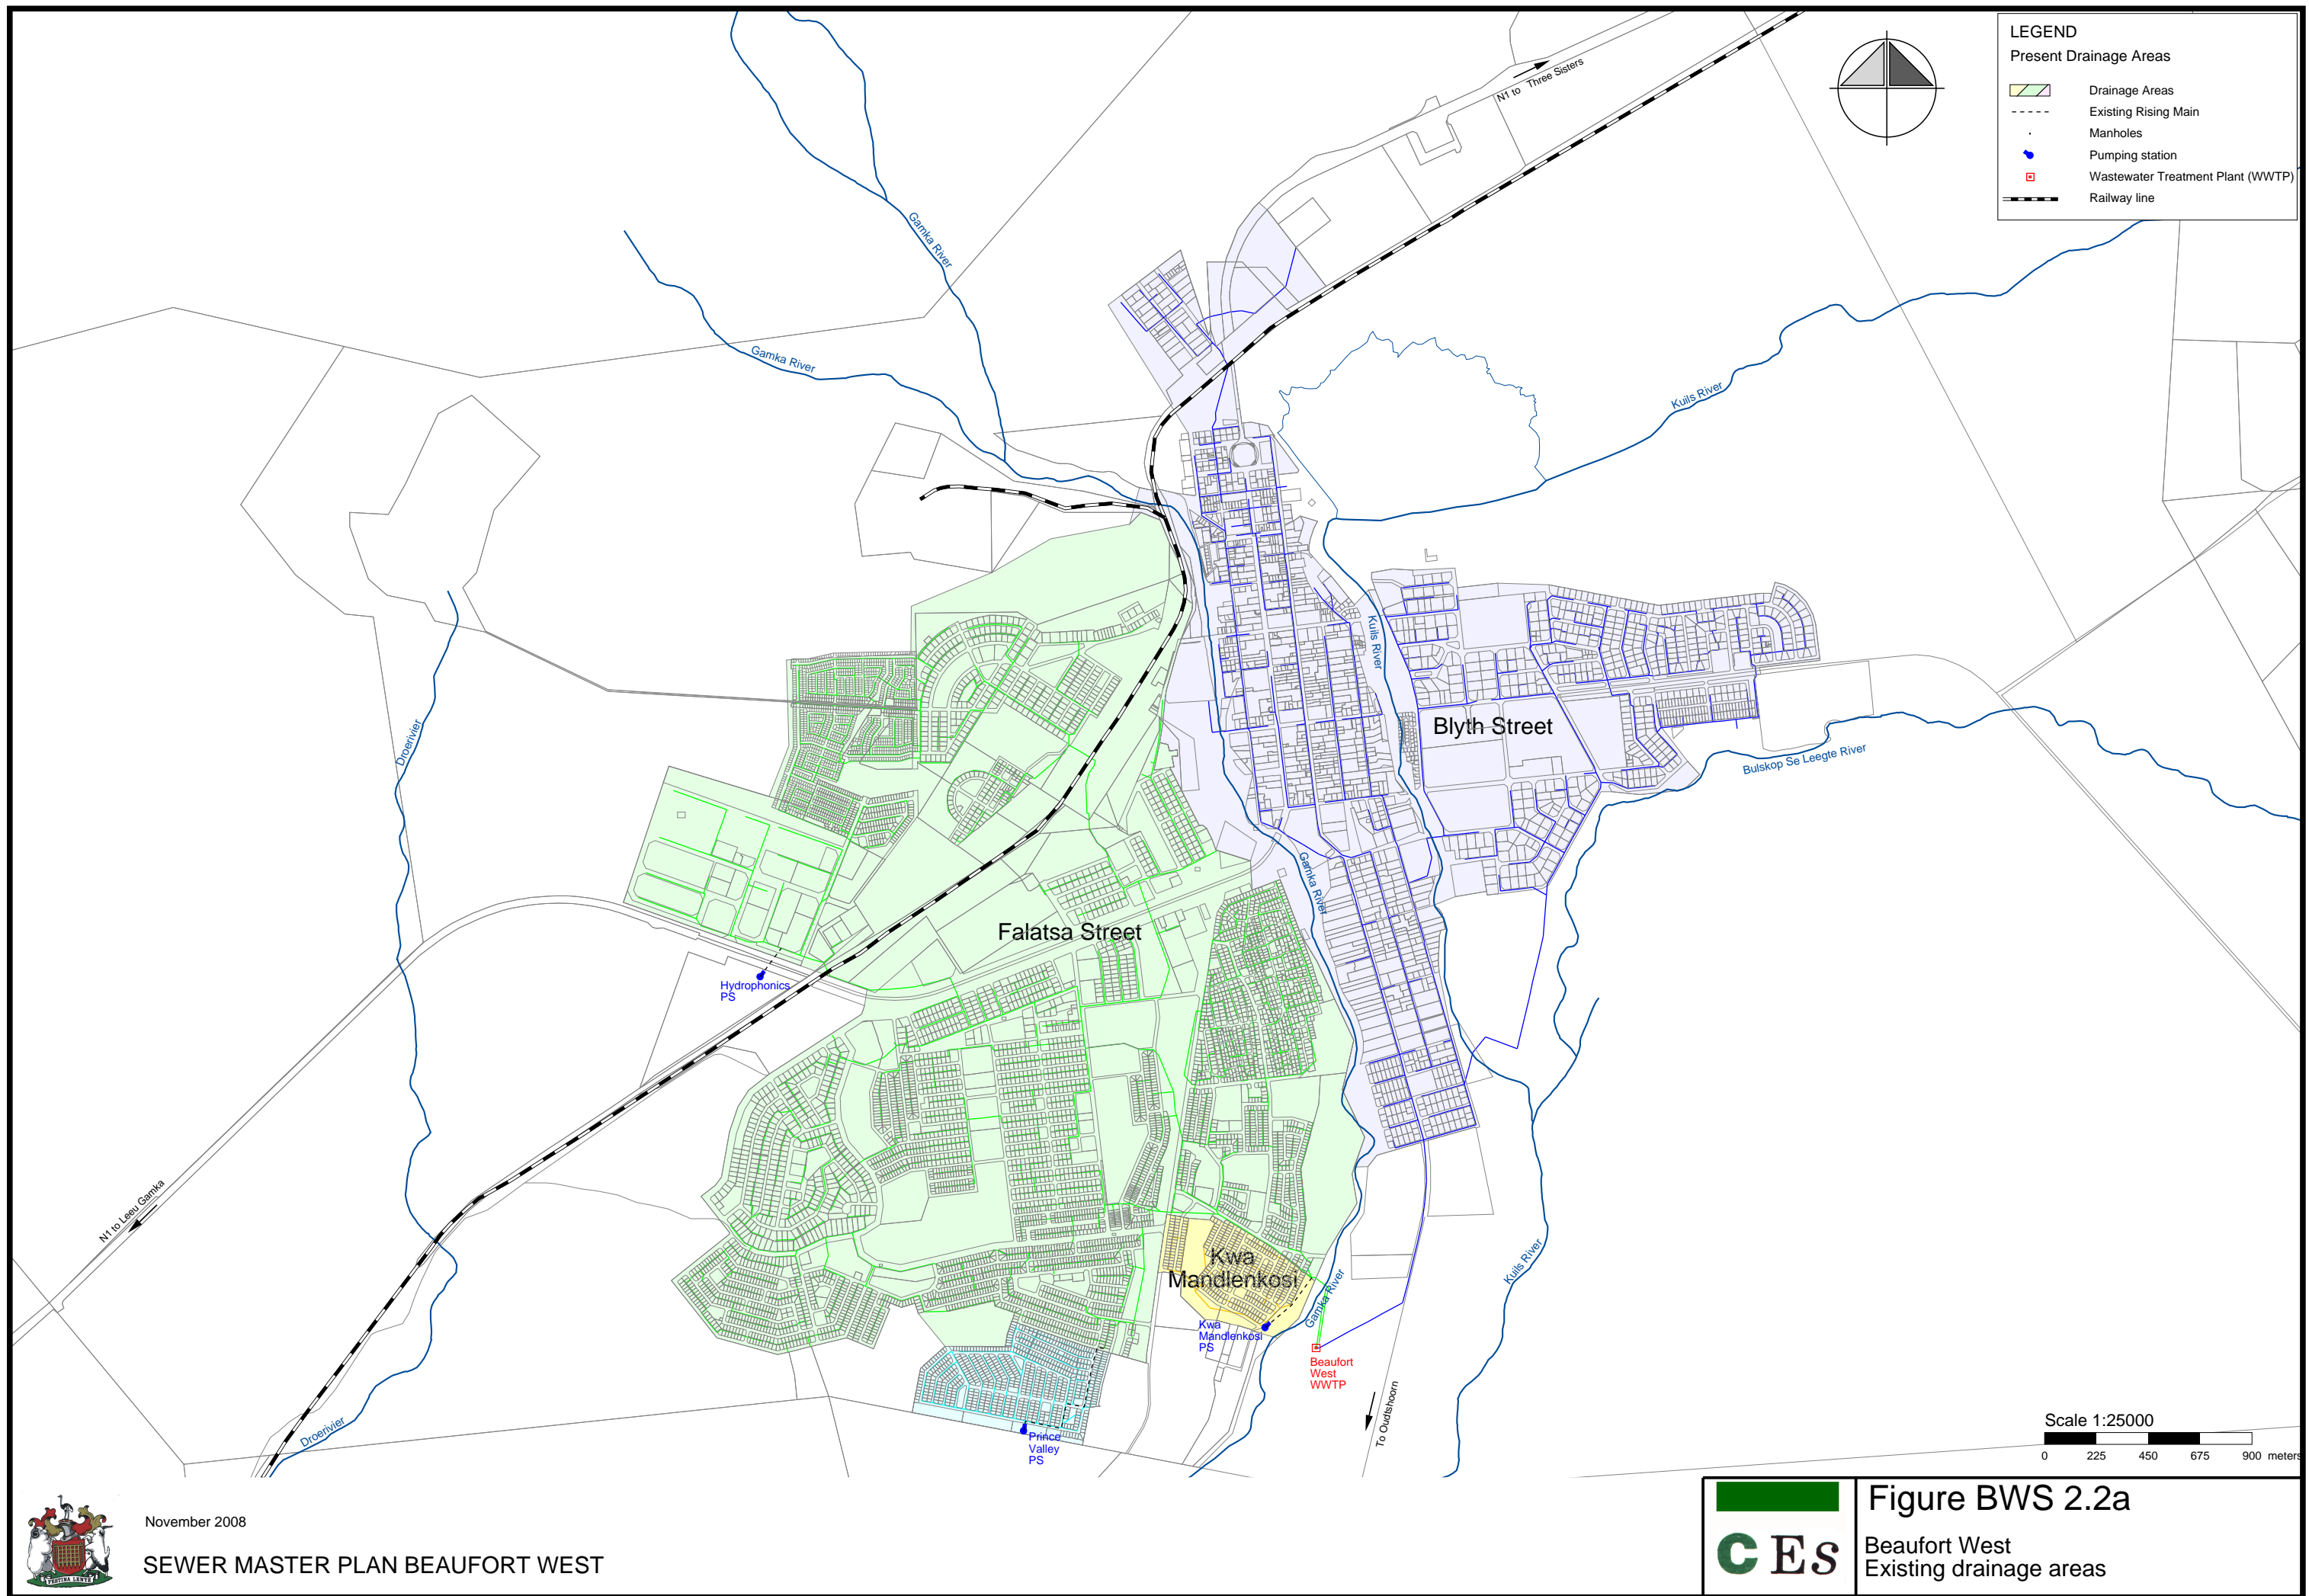 LEGEND
Present Drainage Areas
Drainage Areas
Existing Rising Main
Manholes
Pumping station
Wastewater Treatment Plant (WWTP)
Railway line
N1 to Three Sisters
Gamka River
Gamka River
Kuils River
Kuils River
Droerivier
Blyth Street
Bulskop Se Leegte River
Gamka River
Falatsa Street
Hydrophonics
PS
N1 to Leeu Gamka
Kwa
Mandlenkosi
Kuils River
Gamka River
Kwa
Mandlenkosi
PS
Beaufort
West
WWTP
To Oudtshoorn
Droerivier
Prince
Valley
PS
Scale 1:25000
0 225 450 675 900 meters
November 2008
SEWER MASTER PLAN BEAUFORT WEST
FESTINA LENTE
CES
Figure BWS 2.2a
Beaufort West
Existing drainage areas